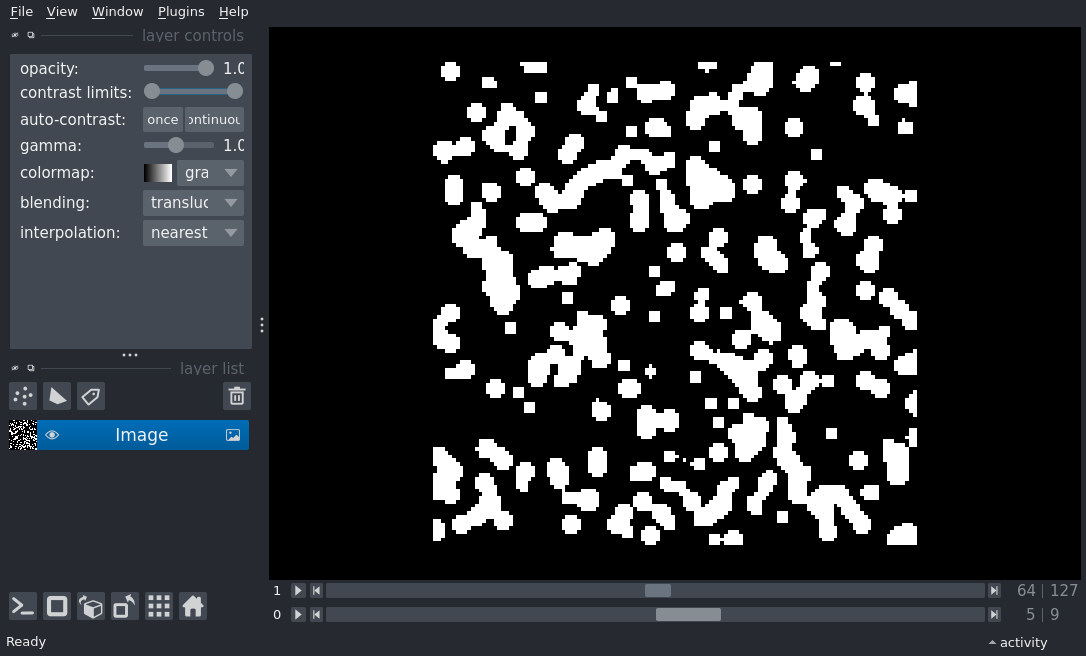 File View Window Plugins Help
layer controls
opacity: 1.0
contrast limits:
auto-contrast: once ontinuou
gamma: 1.0
colormap: gra
blending: transluc
interpolation: nearest
layer list
Image
1 64 127
0 5 9
Ready activity